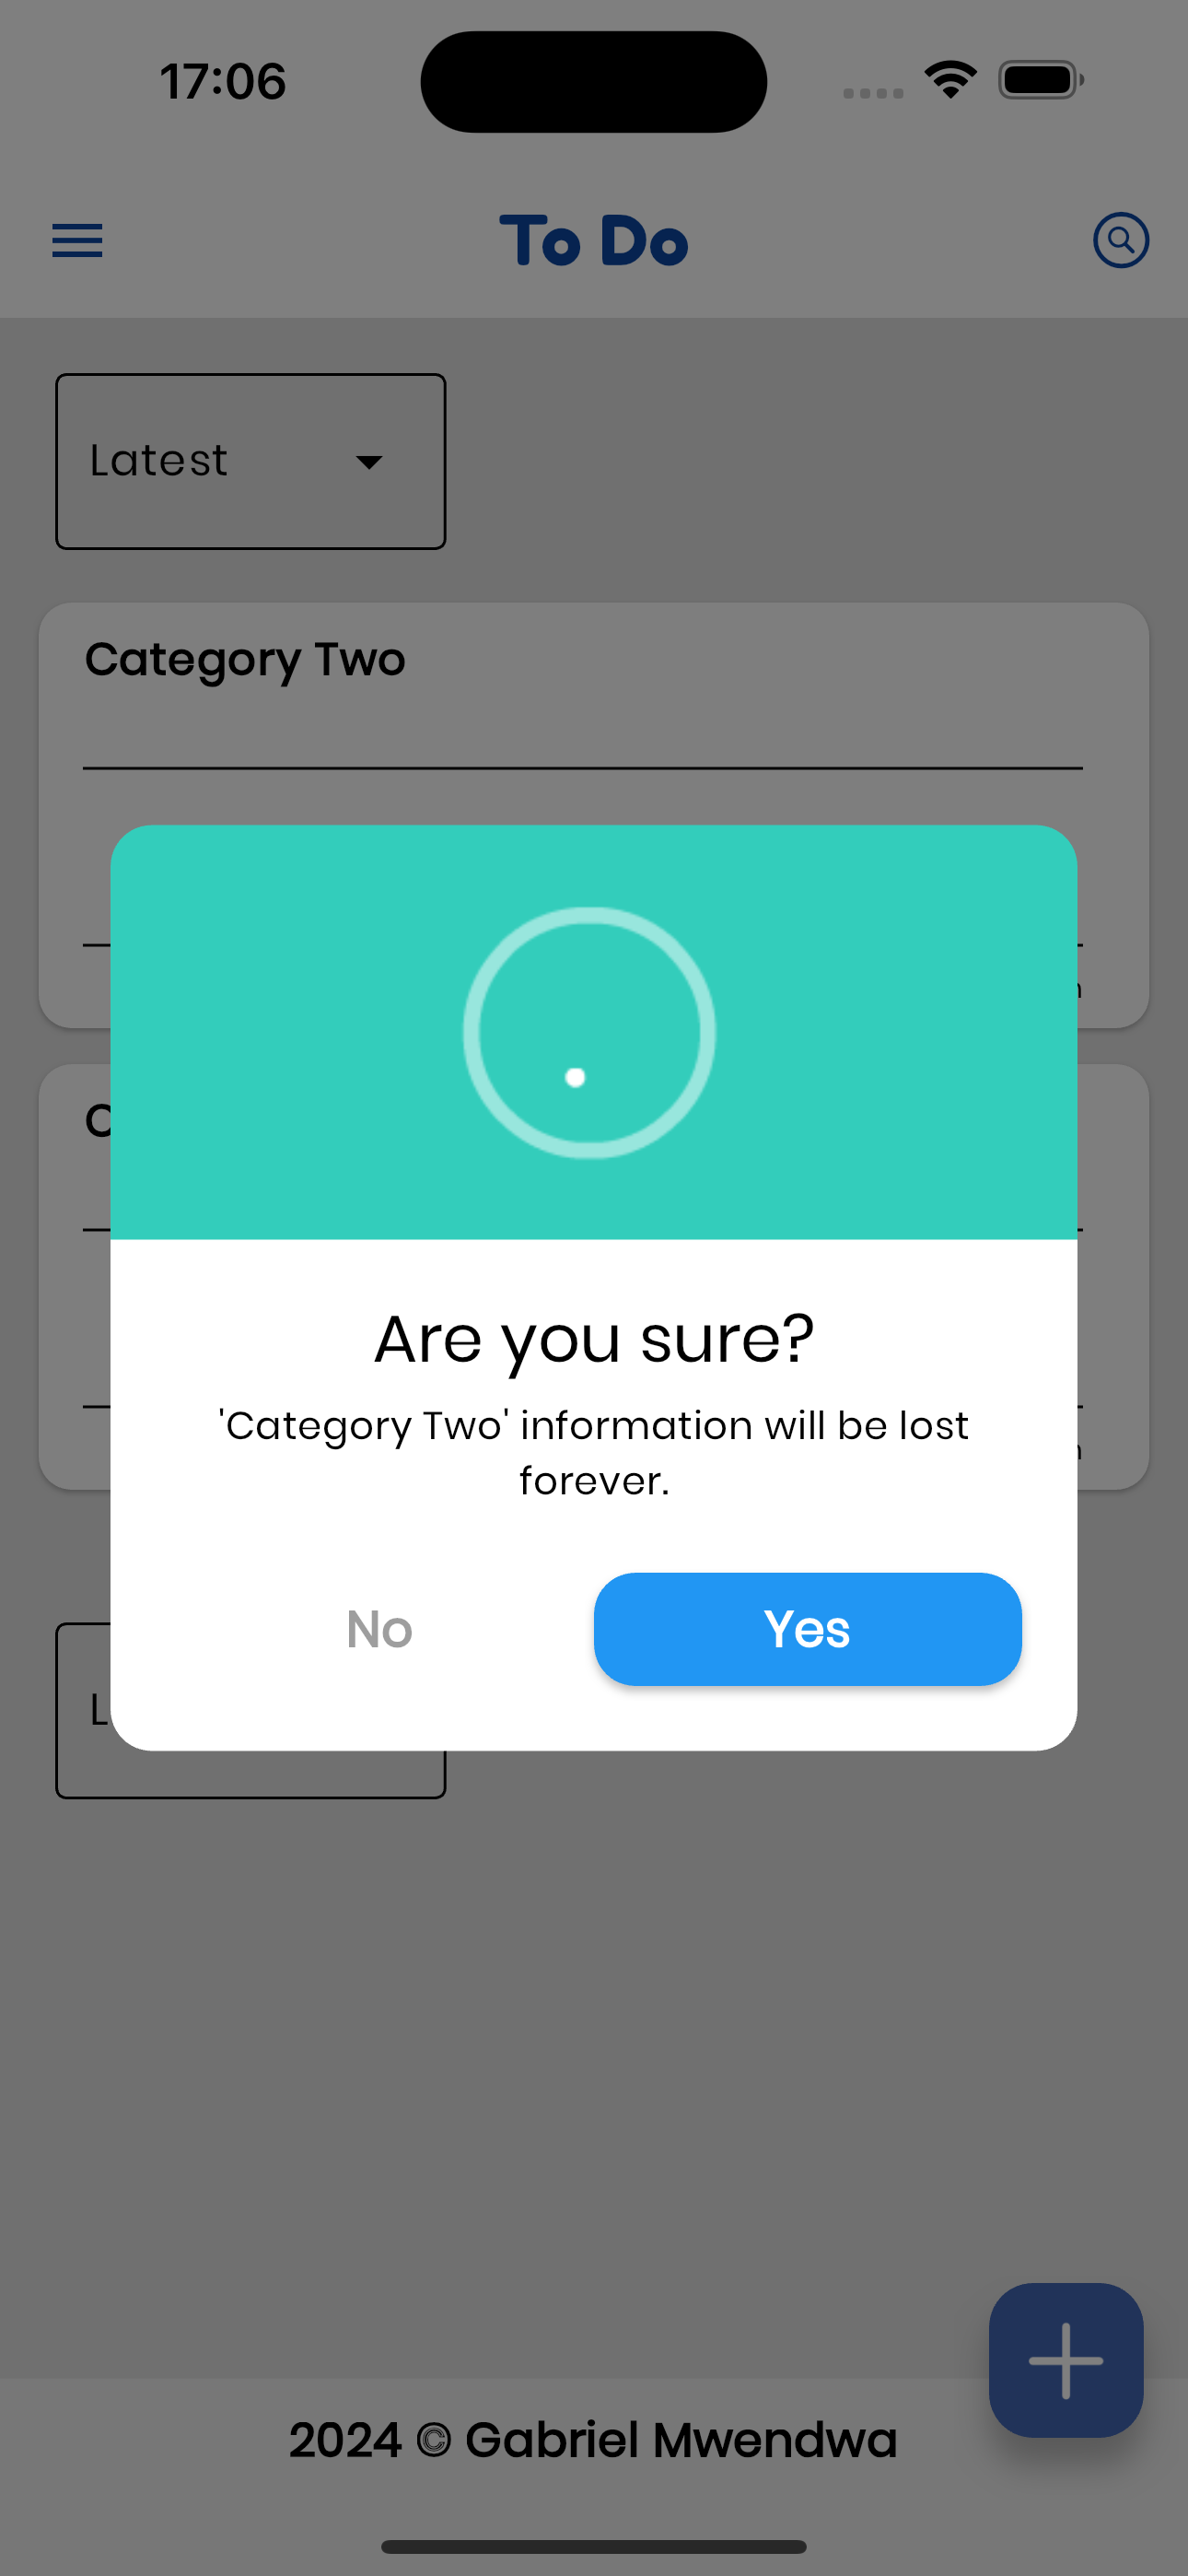 17:06
To Do
Latest
Category Two
Are you sure?
'Category Two' information will be lost
forever.
No
Yes
2024 © Gabriel Mwendwa